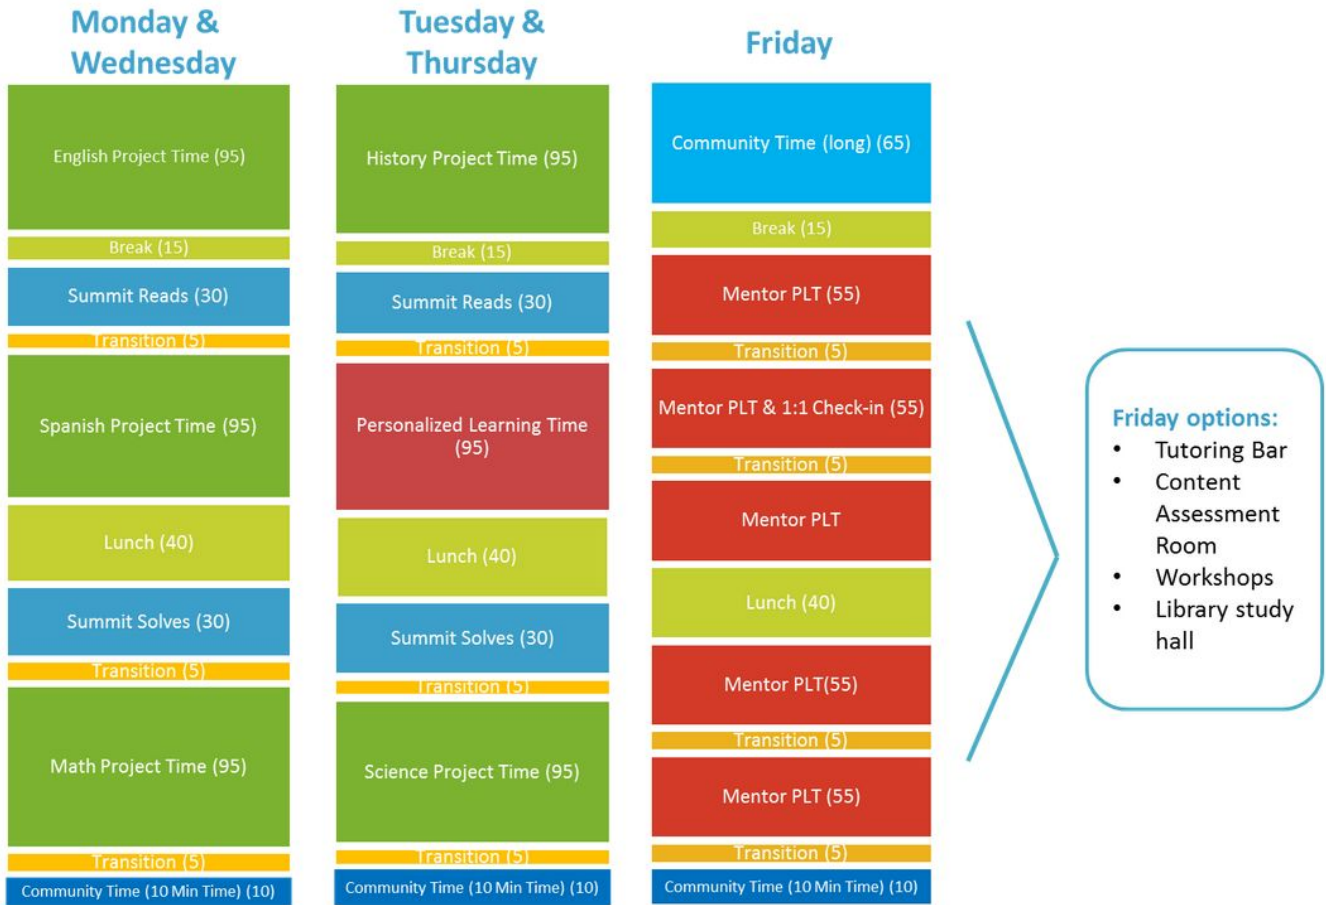 Monday &
Wednesday
English Project Time (95)
Break (15)
Summit Reads (30)
Transition (5)
Spanish Project Time (95)
Lunch (40)
Summit Solves (30)
Transition (5)
Math Project Time (95)
Transition (5)
Community Time (10 Min Time) (10)
Tuesday &
Thursday
History Project Time (95)
Break (15)
Summit Reads (30)
Transition (5)
Personalized Learning Time
(95)
Lunch (40)
Summit Solves (30)
Transition (5)
Science Project Time (95)
Transition (5)
Community Time (10 Min Time) (10)
Friday
Community Time (long) (65)
Break (15)
Mentor PLT (55)
Transition (5)
Mentor PLT & 1:1 Check-in (55)
Transition (5)
Mentor PLT
Lunch (40)
Mentor PLT(55)
Transition (5)
Mentor PLT (55)
Transition (5)
Community Time (10 Min Time) (10)
Friday options:
• Tutoring Bar
• Content
Assessment
Room
• Workshops
• Library study
hall